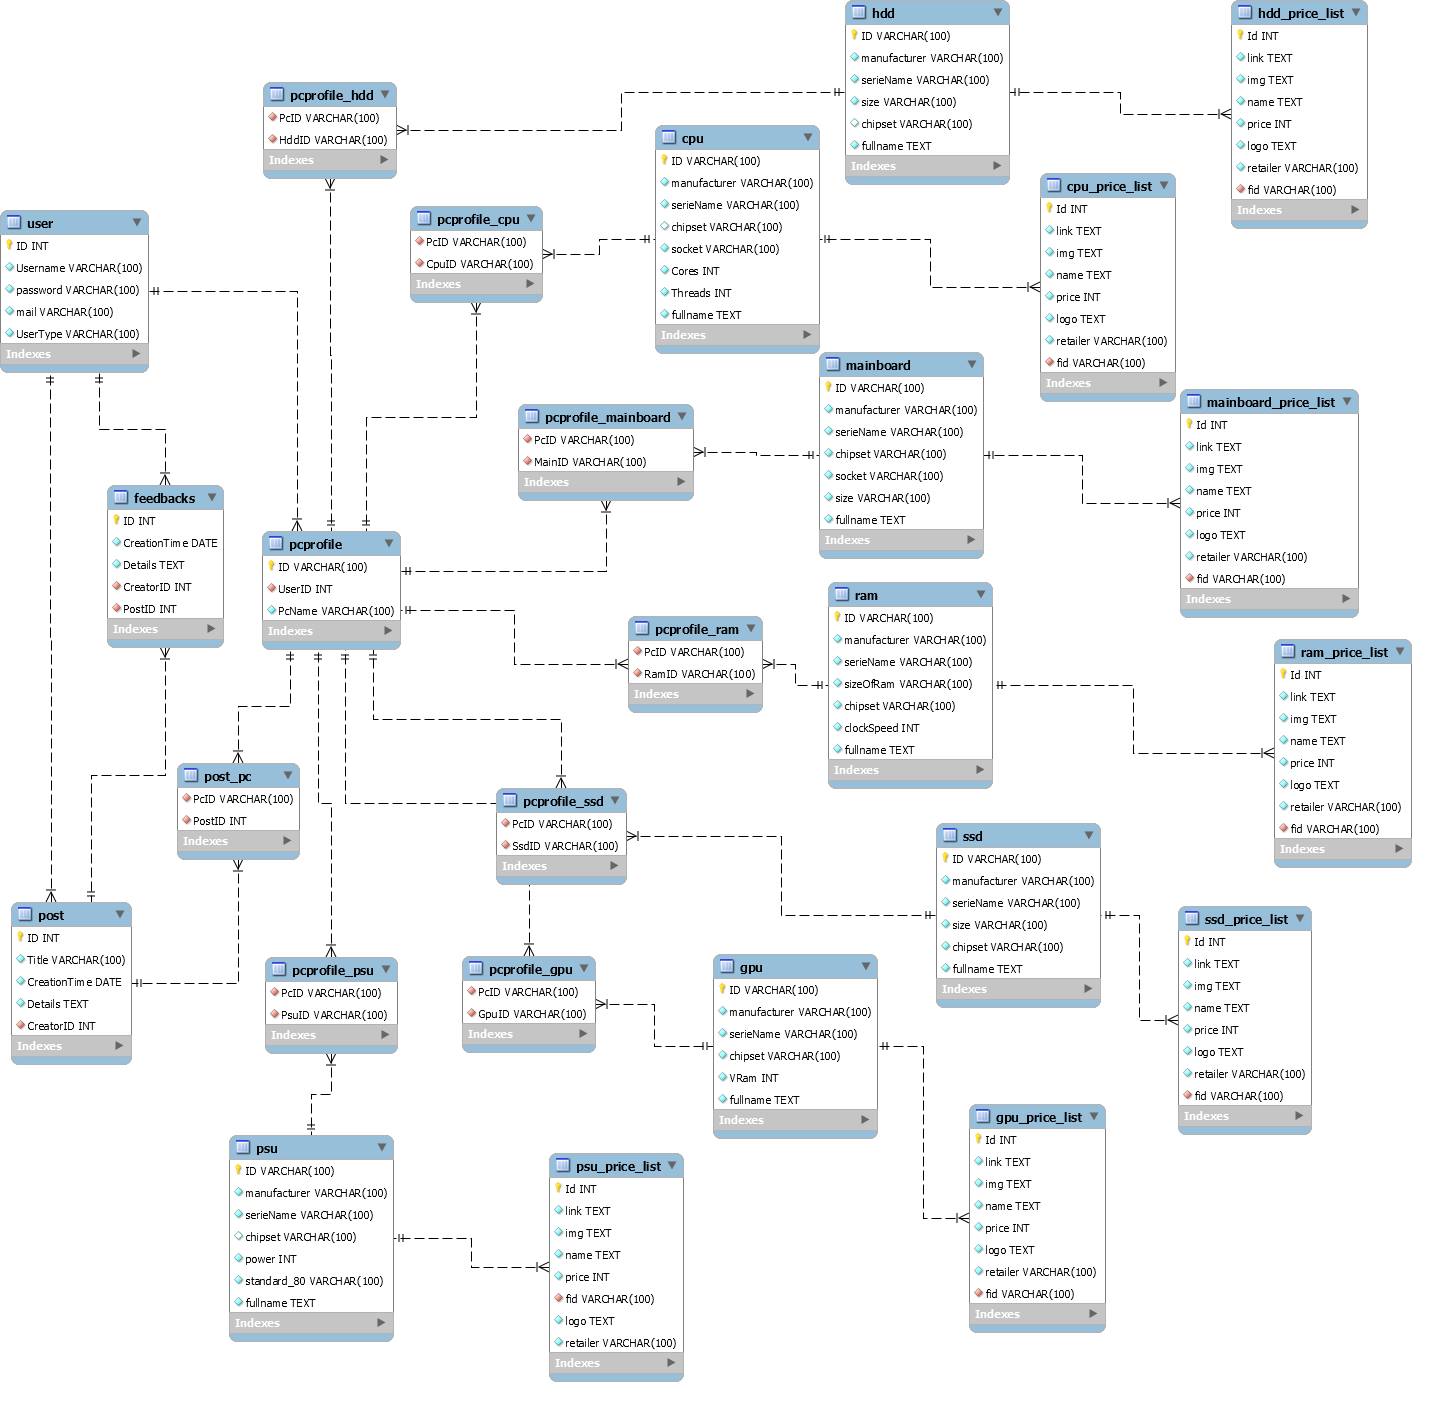 hdd
ID VARCHAR(100)
manufacturer VARCHAR(100)
serieName VARCHAR(100)
size VARCHAR(100)
chipset VARCHAR(100)
fullname TEXT
Indexes
hdd_price_list
Id INT
link TEXT
img TEXT
name TEXT
price INT
logo TEXT
retailer VARCHAR(100)
fid VARCHAR(100)
Indexes
pcprofile_hdd
PcID VARCHAR(100)
HddID VARCHAR(100)
Indexes
cpu
ID VARCHAR(100)
manufacturer VARCHAR(100)
serieName VARCHAR(100)
chipset VARCHAR(100)
socket VARCHAR(100)
Cores INT
Threads INT
fullname TEXT
Indexes
cpu_price_list
Id INT
link TEXT
img TEXT
name TEXT
price INT
logo TEXT
retailer VARCHAR(100)
fid VARCHAR(100)
Indexes
user
ID INT
Username VARCHAR(100)
password VARCHAR(100)
mail VARCHAR(100)
UserType VARCHAR(100)
Indexes
pcprofile_cpu
PcID VARCHAR(100)
CpuID VARCHAR(100)
Indexes
mainboard
ID VARCHAR(100)
manufacturer VARCHAR(100)
serieName VARCHAR(100)
chipset VARCHAR(100)
socket VARCHAR(100)
size VARCHAR(100)
fullname TEXT
Indexes
mainboard_price_list
Id INT
link TEXT
img TEXT
name TEXT
price INT
logo TEXT
retailer VARCHAR(100)
fid VARCHAR(100)
Indexes
pcprofile_mainboard
PcID VARCHAR(100)
MainID VARCHAR(100)
Indexes
feedbacks
ID INT
CreationTime DATE
Details TEXT
CreatorID INT
PostID INT
Indexes
pcprofile
ID VARCHAR(100)
UserID INT
PcName VARCHAR(100)
Indexes
ram
ID VARCHAR(100)
manufacturer VARCHAR(100)
serieName VARCHAR(100)
sizeOfRam VARCHAR(100)
chipset VARCHAR(100)
clockSpeed INT
fullname TEXT
Indexes
pcprofile_ram
PcID VARCHAR(100)
RamID VARCHAR(100)
Indexes
ram_price_list
Id INT
link TEXT
img TEXT
name TEXT
price INT
logo TEXT
retailer VARCHAR(100)
fid VARCHAR(100)
Indexes
post_pc
PcID VARCHAR(100)
PostID INT
Indexes
pcprofile_ssd
PcID VARCHAR(100)
SsdID VARCHAR(100)
Indexes
ssd
ID VARCHAR(100)
manufacturer VARCHAR(100)
serieName VARCHAR(100)
size VARCHAR(100)
chipset VARCHAR(100)
fullname TEXT
Indexes
ssd_price_list
Id INT
link TEXT
img TEXT
name TEXT
price INT
logo TEXT
retailer VARCHAR(100)
fid VARCHAR(100)
Indexes
post
ID INT
Title VARCHAR(100)
CreationTime DATE
Details TEXT
CreatorID INT
Indexes
pcprofile_psu
PcID VARCHAR(100)
PsuID VARCHAR(100)
Indexes
pcprofile_gpu
PcID VARCHAR(100)
GpuID VARCHAR(100)
Indexes
gpu
ID VARCHAR(100)
manufacturer VARCHAR(100)
serieName VARCHAR(100)
chipset VARCHAR(100)
VRam INT
fullname TEXT
Indexes
gpu_price_list
Id INT
link TEXT
img TEXT
name TEXT
price INT
logo TEXT
retailer VARCHAR(100)
fid VARCHAR(100)
Indexes
psu
ID VARCHAR(100)
manufacturer VARCHAR(100)
serieName VARCHAR(100)
chipset VARCHAR(100)
power INT
standard_80 VARCHAR(100)
fullname TEXT
Indexes
psu_price_list
Id INT
link TEXT
img TEXT
name TEXT
price INT
fid VARCHAR(100)
logo TEXT
retailer VARCHAR(100)
Indexes